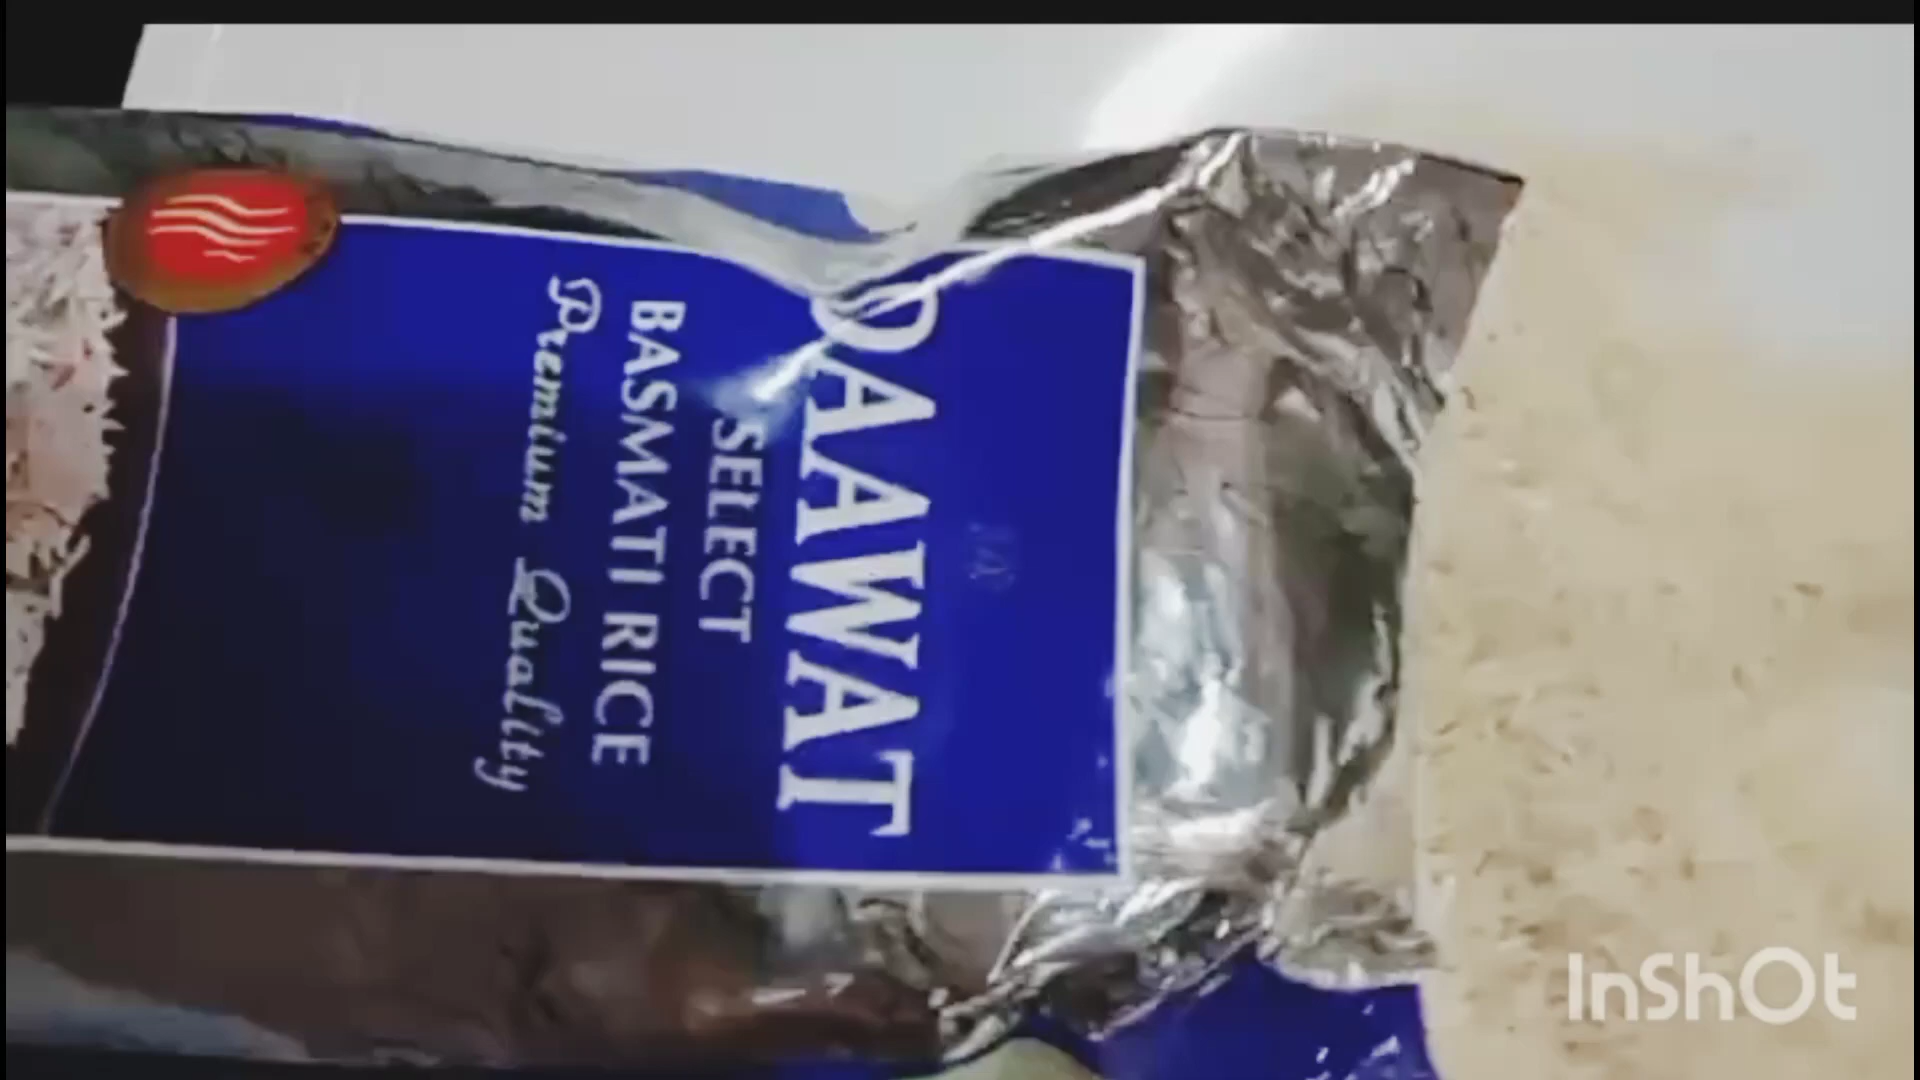 DAAWAT
SELECT
BASMATI RICE
Premium Quality
InShOt